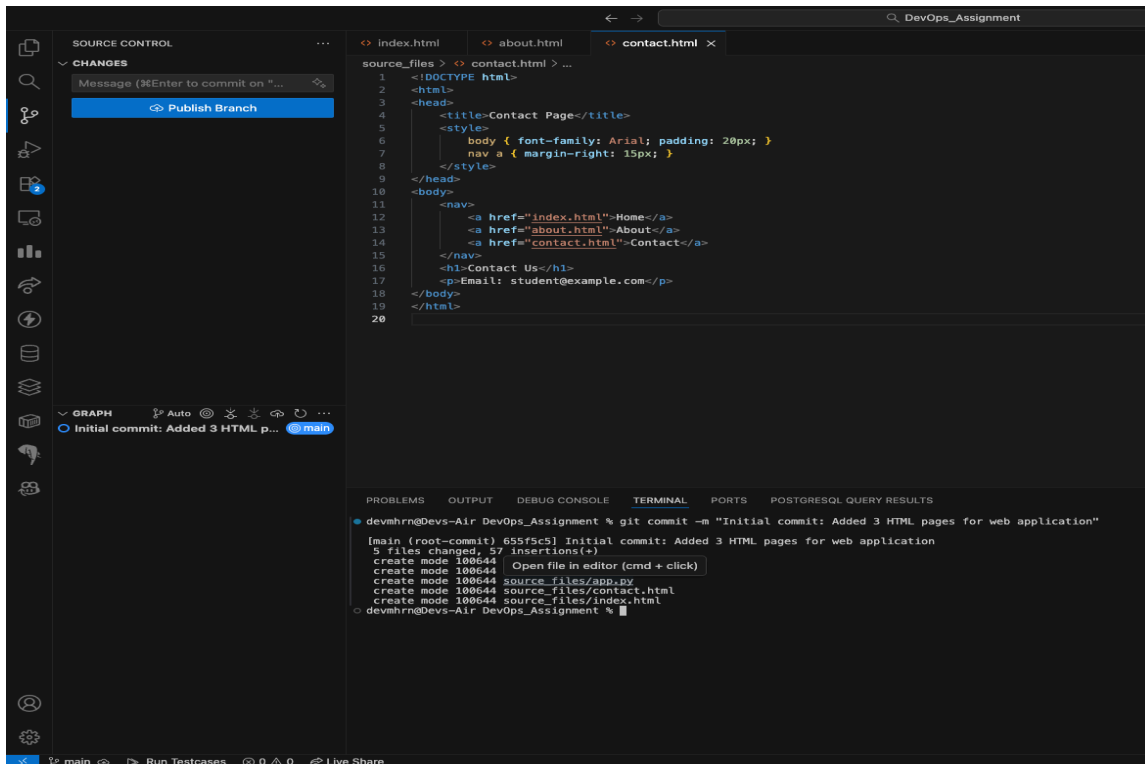 DevOps_Assignment
SOURCE CONTROL
CHANGES
Message (⌘Enter to commit on "...
Publish Branch
2
GRAPH
Auto
Initial commit: Added 3 HTML p...
main
index.html
about.html
contact.html
source_files > contact.html > ...
1 <!DOCTYPE html>
2 <html>
3 <head>
4 <title>Contact Page</title>
5 <style>
6 body { font-family: Arial; padding: 20px; }
7 nav a { margin-right: 15px; }
8 </style>
9 </head>
10 <body>
11 <nav>
12 <a href="index.html">Home</a>
13 <a href="about.html">About</a>
14 <a href="contact.html">Contact</a>
15 </nav>
16 <h1>Contact Us</h1>
17 <p>Email: student@example.com</p>
18 </body>
19 </html>
20
PROBLEMS OUTPUT DEBUG CONSOLE TERMINAL PORTS POSTGRESQL QUERY RESULTS
devmhrn@Devs-Air DevOps_Assignment % git commit -m "Initial commit: Added 3 HTML pages for web application"
[main (root-commit) 655f5c5] Initial commit: Added 3 HTML pages for web application
5 files changed, 57 insertions(+)
create mode 100644
create mode 100644
Open file in editor (cmd + click)
create mode 100644 source_files/app.py
create mode 100644 source_files/contact.html
create mode 100644 source_files/index.html
devmhrn@Devs-Air DevOps_Assignment %
main Run Testcases 0 0 Live Share